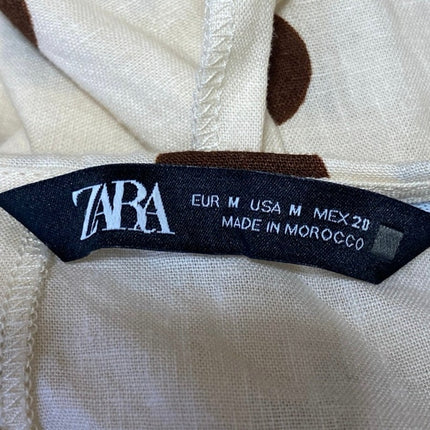 ZARA
EUR M USA M MEX 28
MADE IN MOROCCO